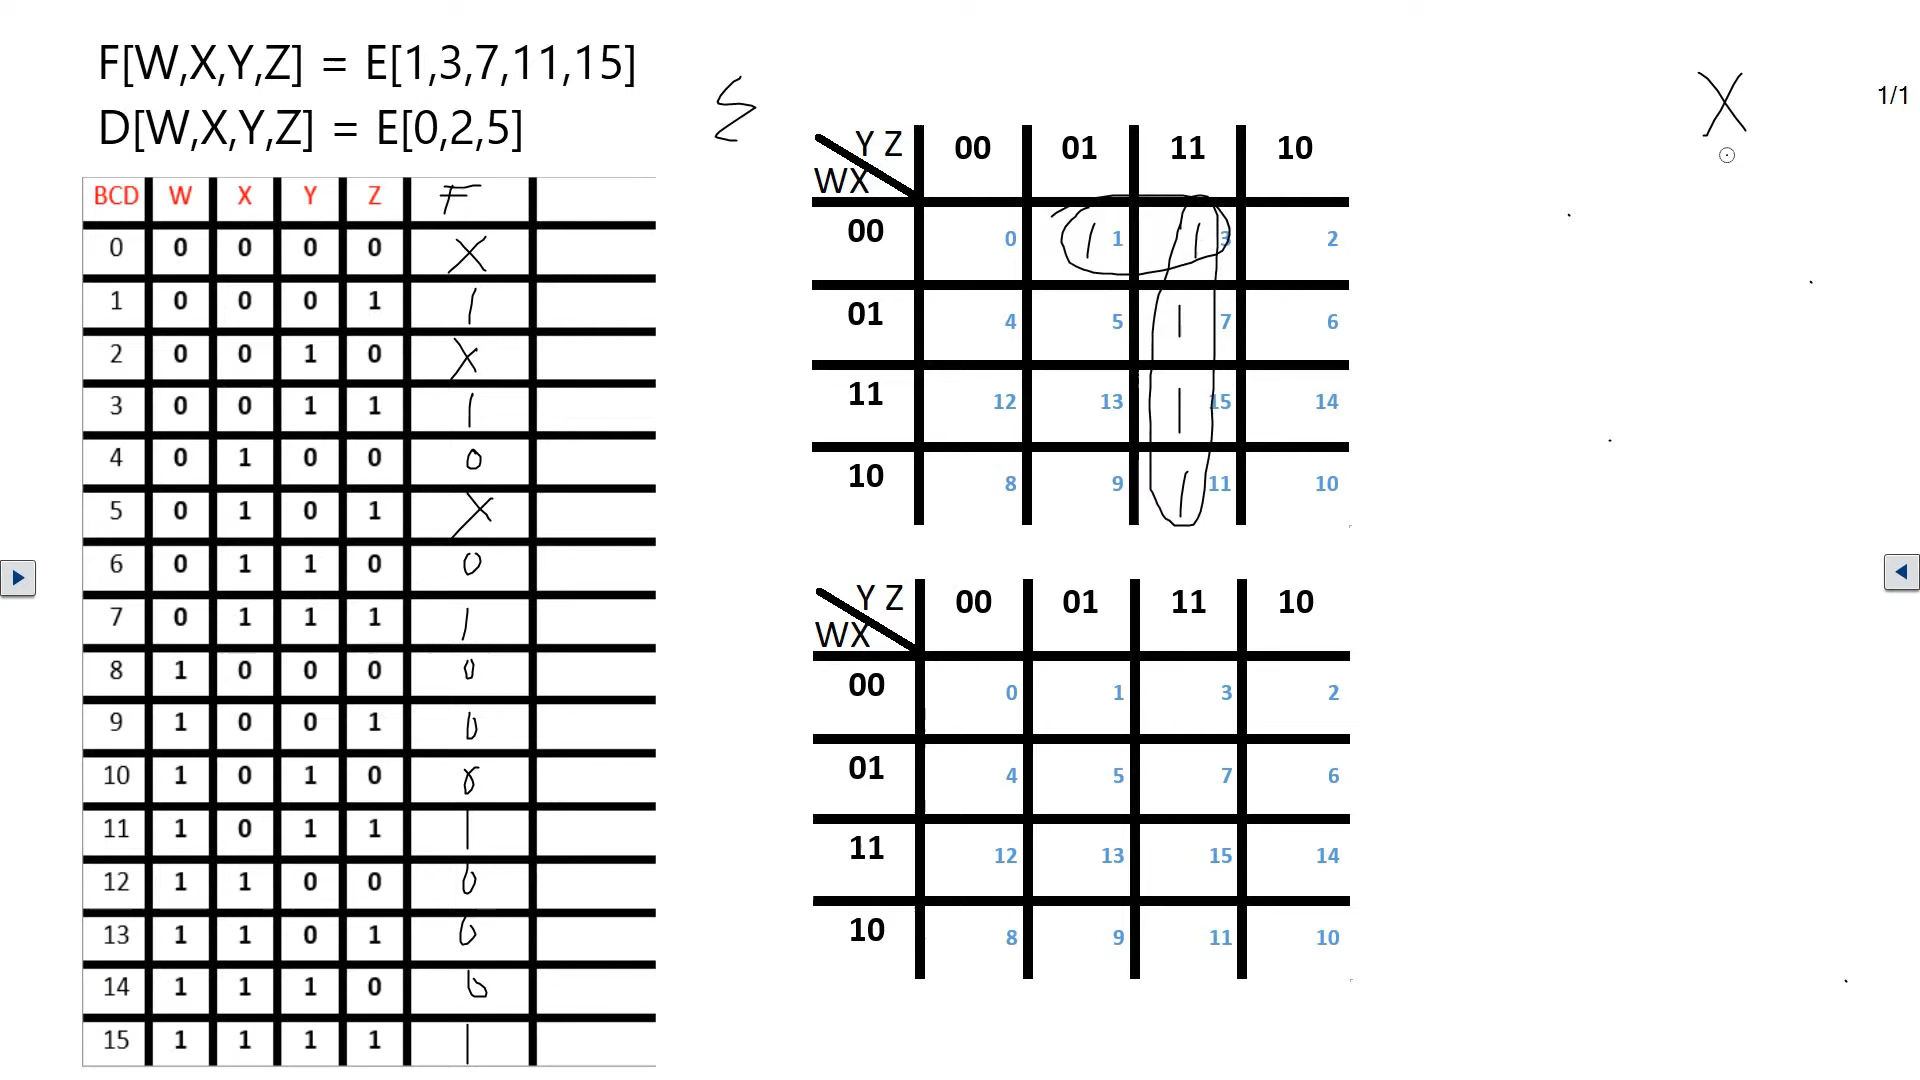 F[W,X,Y,Z] = E[1,3,7,11,15]
D[W,X,Y,Z] = E[0,2,5]
Σ
X
1/1
BCD W X Y Z F
0 0 0 0 0 X
1 0 0 0 1 1
2 0 0 1 0 X
3 0 0 1 1 1
4 0 1 0 0 0
5 0 1 0 1 X
6 0 1 1 0 0
7 0 1 1 1 1
8 1 0 0 0 0
9 1 0 0 1 0
10 1 0 1 0 0
11 1 0 1 1 1
12 1 1 0 0 0
13 1 1 0 1 0
14 1 1 1 0 0
15 1 1 1 1 1
Y Z 00 01 11 10
WX
00 0 1 1 1 3 2
01 4 5 1 7 6
11 12 13 1 15 14
10 8 9 1 11 10
Y Z 00 01 11 10
WX
00 0 1 3 2
01 4 5 7 6
11 12 13 15 14
10 8 9 11 10